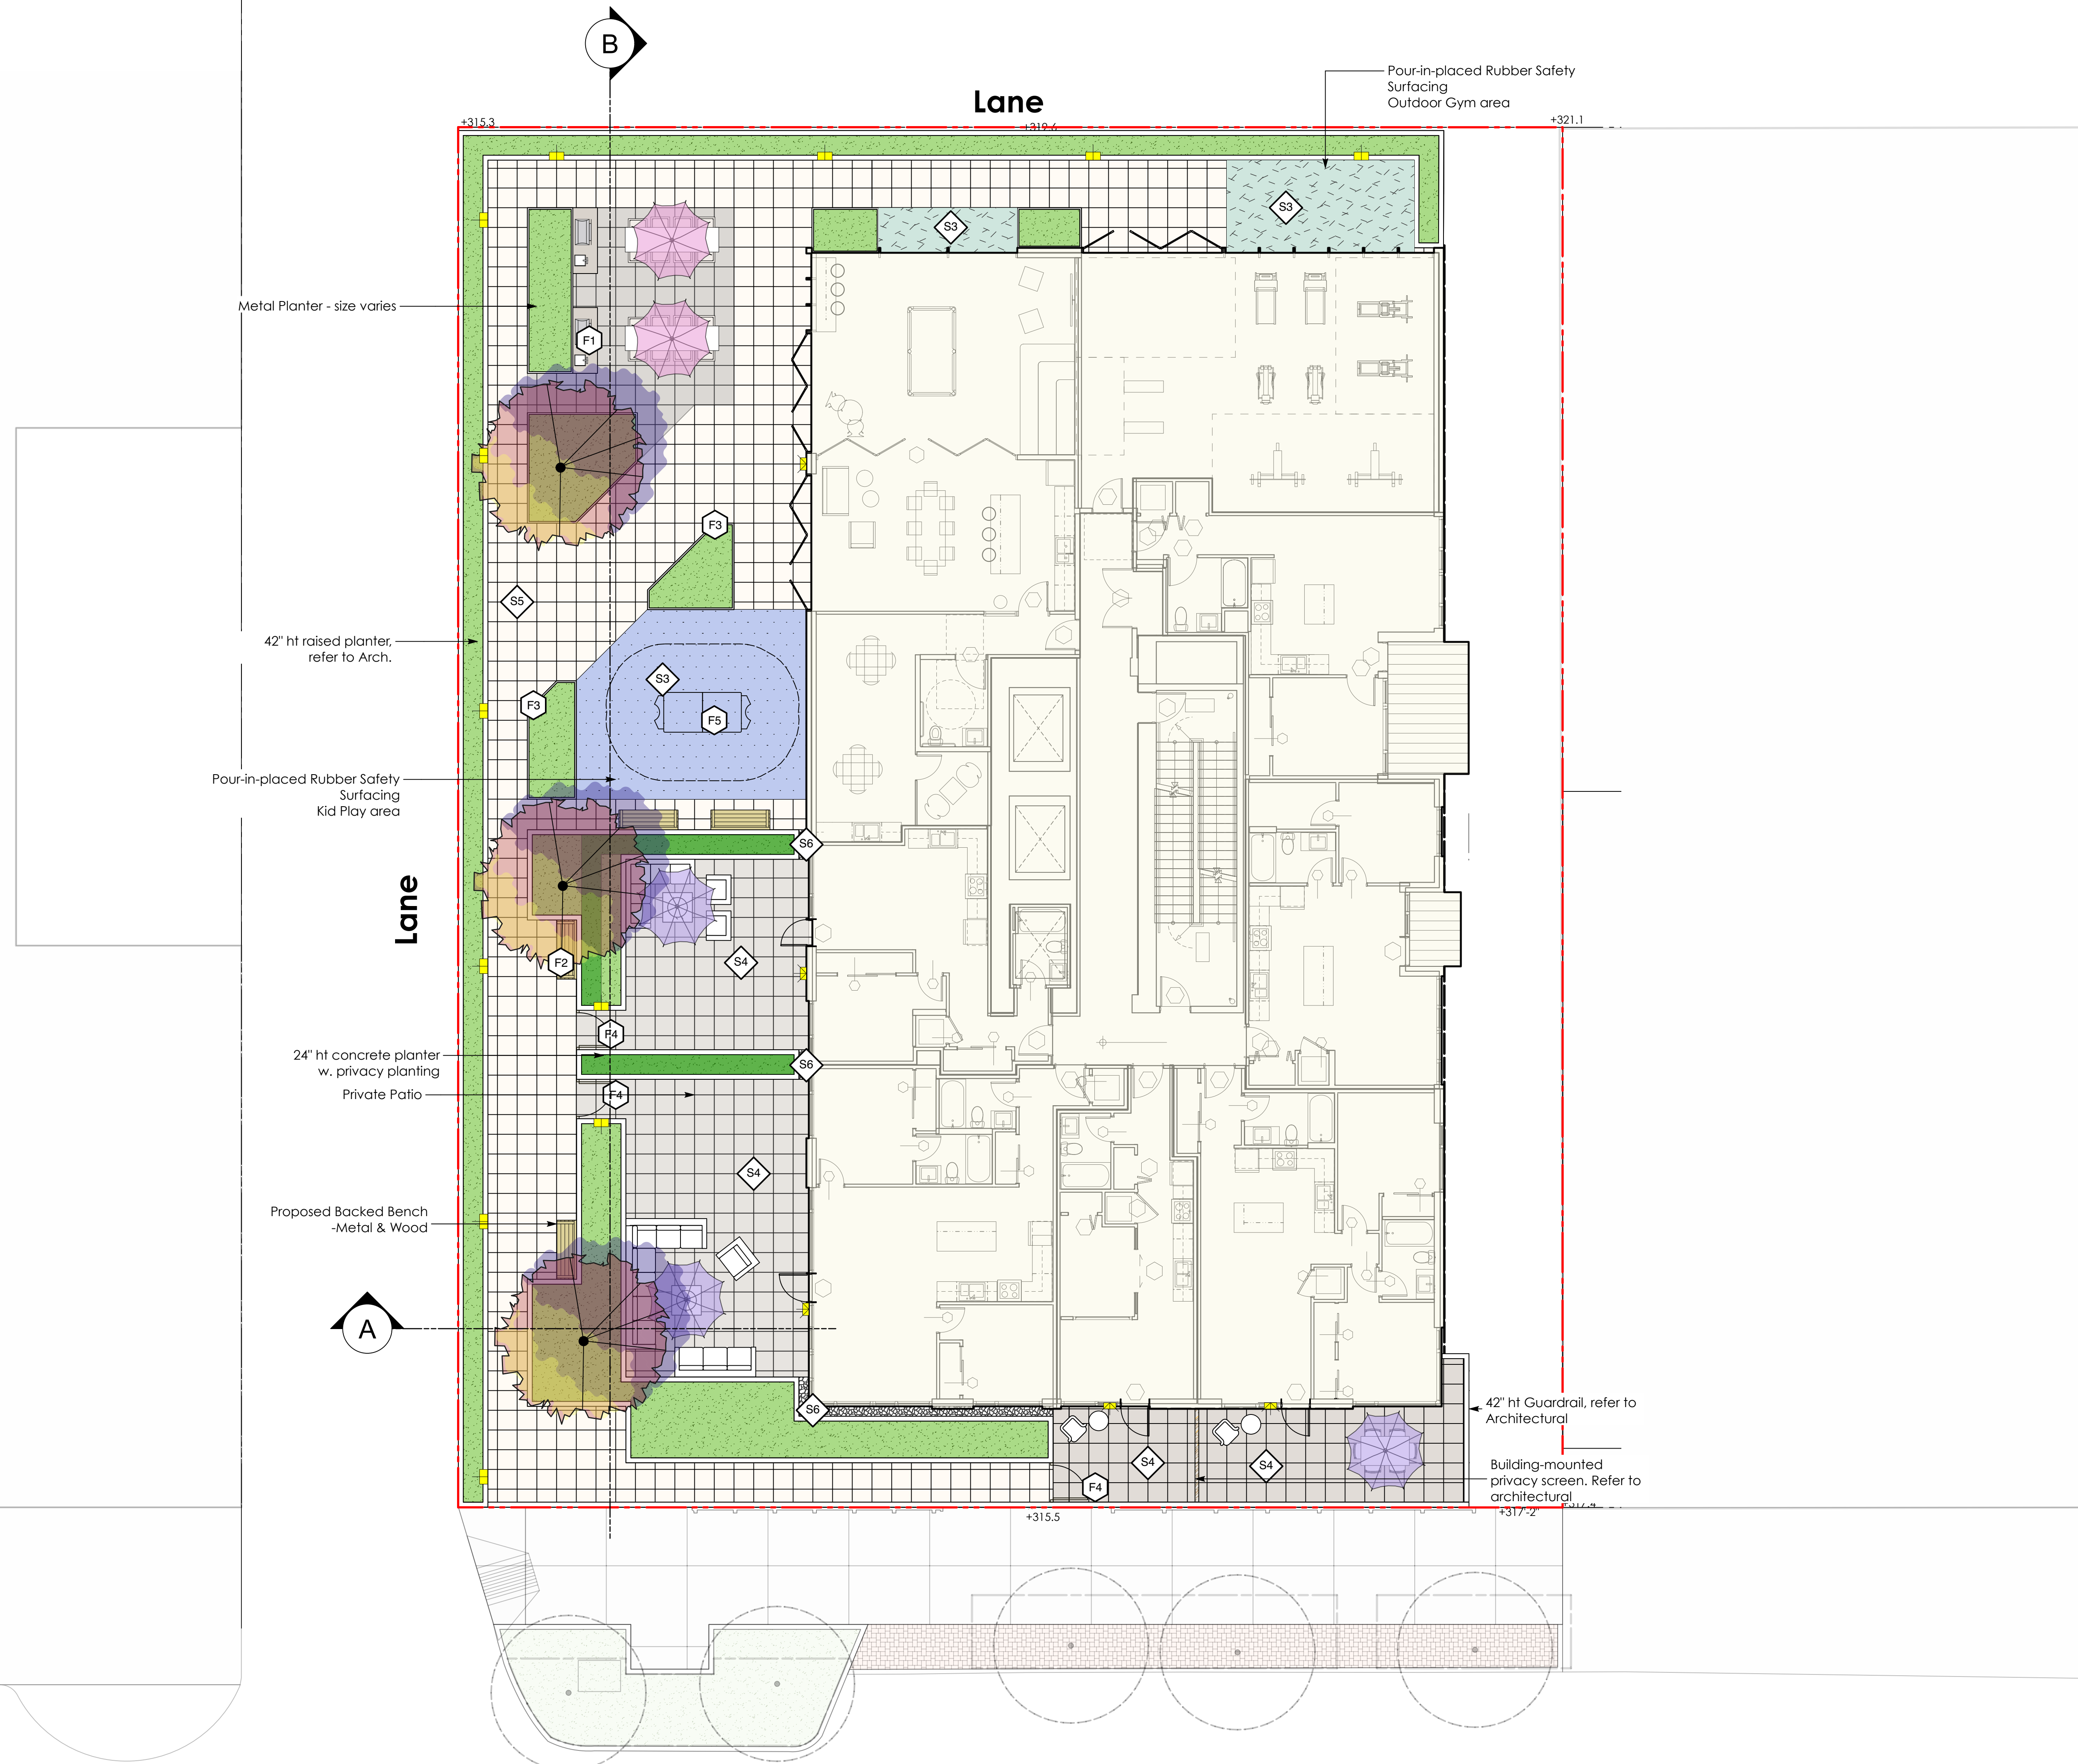 B
Lane
Pour-in-placed Rubber Safety
Surfacing
Outdoor Gym area
+315.3
+319.4
+321.1
S3
S3
Metal Planter - size varies
F1
F3
S5
42" ht raised planter,
refer to Arch.
S3
F3
F5
Pour-in-placed Rubber Safety
Surfacing
Kid Play area
S6
Lane
F2
S4
F4
24" ht concrete planter
w. privacy planting
S6
Private Patio
F4
S4
Proposed Backed Bench
-Metal & Wood
A
S6
42" ht Guardrail, refer to
Architectural
S4
S4
F4
Building-mounted
privacy screen. Refer to
architectural
+315.5
+317'-2"